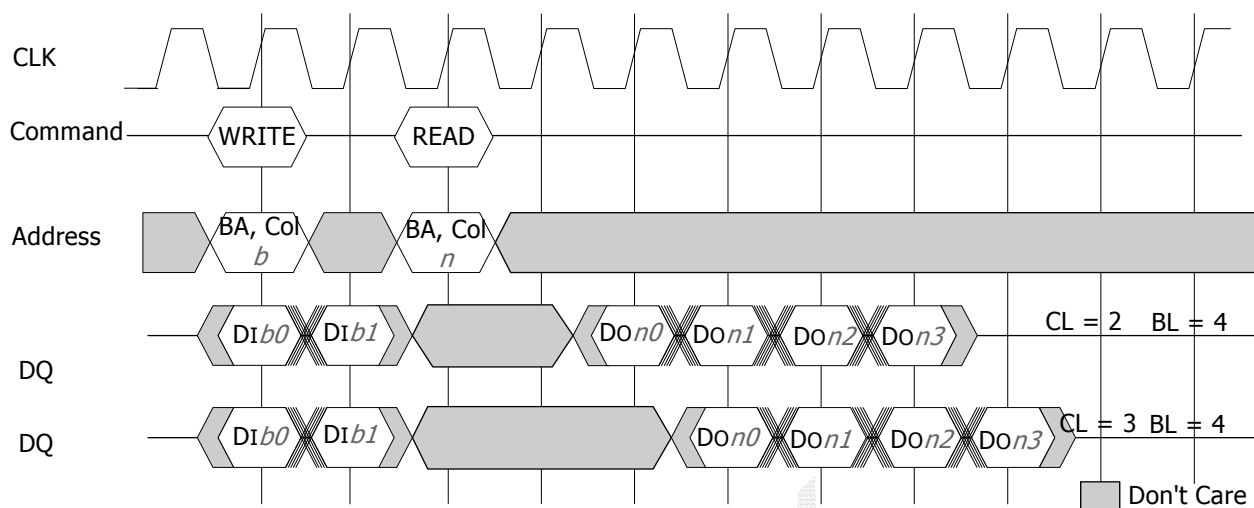 CLK
Command WRITE READ
Address BA, Col b BA, Col n
DQ DIb0 DIb1 DOn0 DOn1 DOn2 DOn3 CL = 2 BL = 4
DQ DIb0 DIb1 DOn0 DOn1 DOn2 DOn3 CL = 3 BL = 4
Don't Care